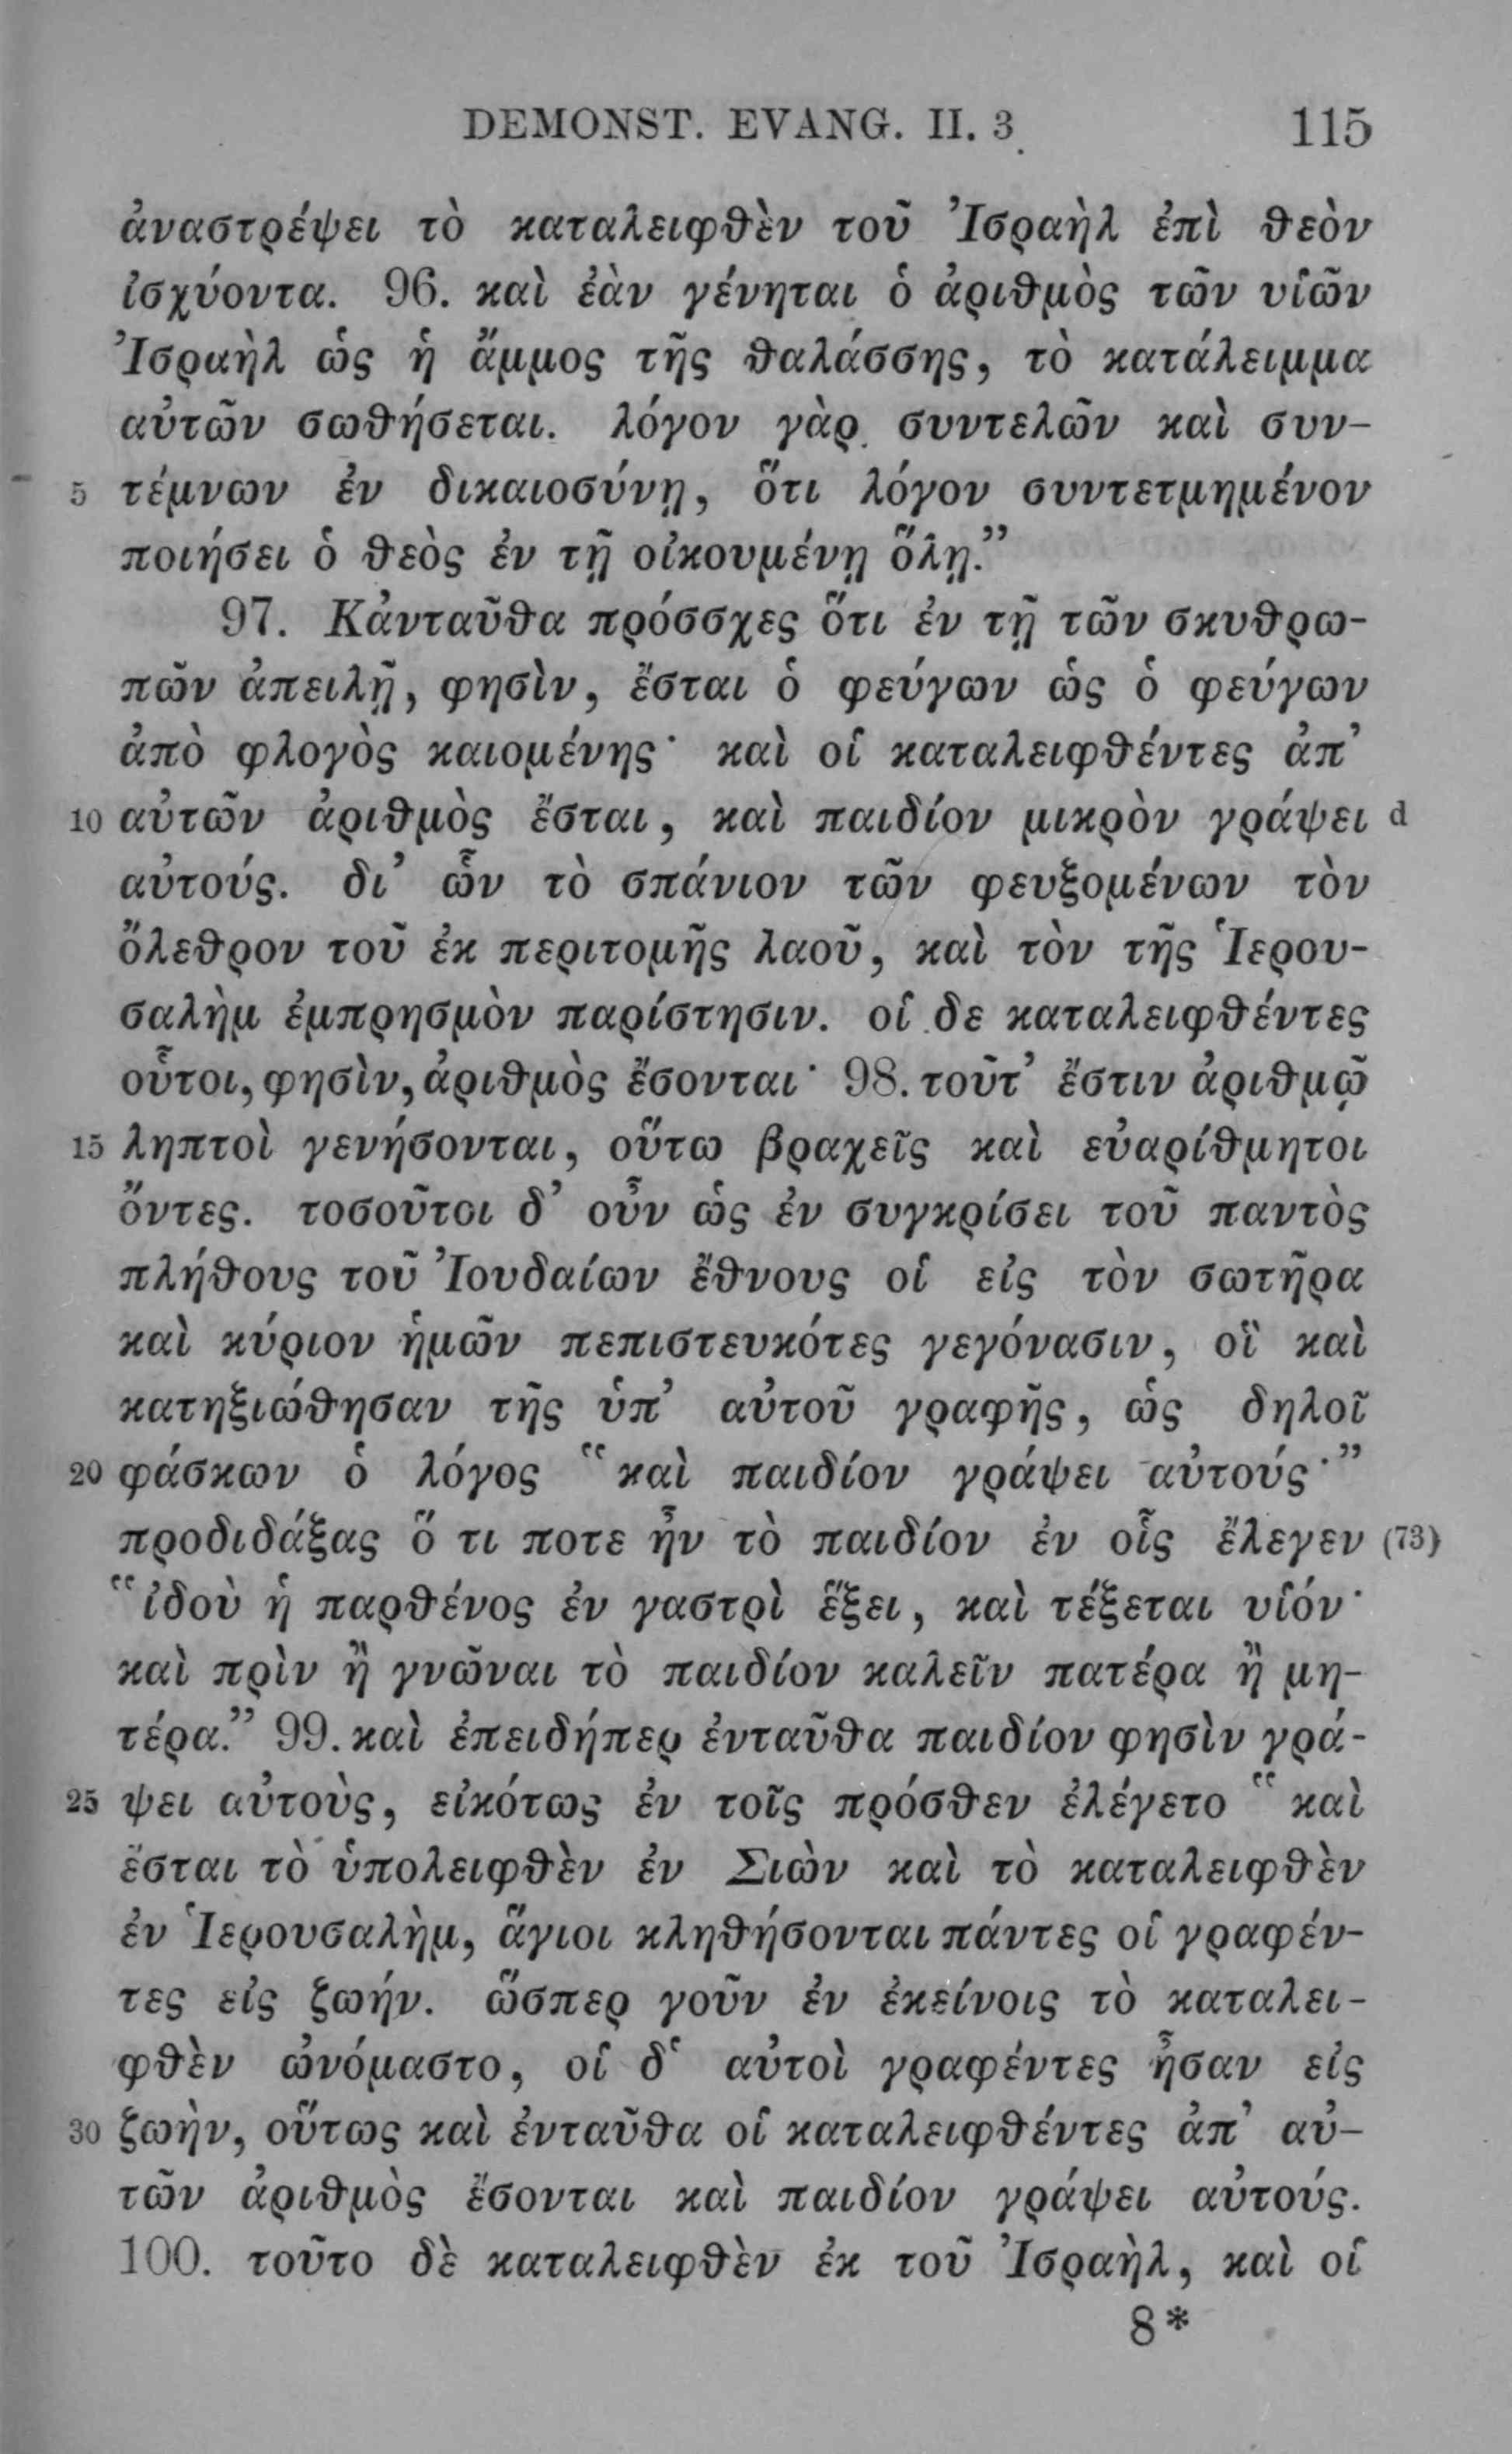 DEMONST. EVANG. II. 3 115
ἀναστρέψει τὸ καταλειφθὲν τοῦ Ἰσραὴλ ἐπὶ θεὸν
ἰσχύοντα. 96. καὶ ἐὰν γένηται ὁ ἀριθμὸς τῶν υἱῶν
Ἰσραὴλ ὡς ἡ ἄμμος τῆς θαλάσσης, τὸ κατάλειμμα
αὐτῶν σωθήσεται. λόγον γὰρ συντελῶν καὶ συν-
5 τέμνων ἐν δικαιοσύνῃ, ὅτι λόγον συντετμημένον
ποιήσει ὁ θεὸς ἐν τῇ οἰκουμένῃ ὅλῃ.”
97. Κἀνταῦθα πρόσσχες ὅτι ἐν τῇ τῶν σκυθρω-
πῶν ἀπειλῇ, φησὶν, ἔσται ὁ φεύγων ὡς ὁ φεύγων
ἀπὸ φλογὸς καιομένης· καὶ οἱ καταλειφθέντες ἀπ’
10 αὐτῶν ἀριθμὸς ἔσται, καὶ παιδίον μικρὸν γράψει d
αὐτούς. δι’ ὧν τὸ σπάνιον τῶν φευξομένων τὸν
ὄλεθρον τοῦ ἐκ περιτομῆς λαοῦ, καὶ τὸν τῆς Ἱερου-
σαλὴμ ἐμπρησμὸν παρίστησιν. οἱ δε καταλειφθέντες
οὗτοι, φησὶν, ἀριθμὸς ἔσονται· 98. τοῦτ’ ἔστιν ἀριθμῷ
15 ληπτοὶ γενήσονται, οὕτω βραχεῖς καὶ εὐαρίθμητοι
ὄντες. τοσοῦτοι δ’ οὖν ὡς ἐν συγκρίσει τοῦ παντὸς
πλήθους τοῦ Ἰουδαίων ἔθνους οἱ εἰς τὸν σωτῆρα
καὶ κύριον ἡμῶν πεπιστευκότες γεγόνασιν, οἳ καὶ
κατηξιώθησαν τῆς ὑπ’ αὐτοῦ γραφῆς, ὡς δηλοῖ
20 φάσκων ὁ λόγος “καὶ παιδίον γράψει αὐτούς·”
προδιδάξας ὅ τι ποτε ἦν τὸ παιδίον ἐν οἷς ἔλεγεν (73)
“ἰδοὺ ἡ παρθένος ἐν γαστρὶ ἕξει, καὶ τέξεται υἱόν·
καὶ πρὶν ἢ γνῶναι τὸ παιδίον καλεῖν πατέρα ἢ μη-
τέρα.” 99. καὶ ἐπειδήπερ ἐνταῦθα παιδίον φησὶν γρά-
25 ψει αὐτοὺς, εἰκότως ἐν τοῖς πρόσθεν ἐλέγετο “καὶ
ἔσται τὸ ὑπολειφθὲν ἐν Σιὼν καὶ τὸ καταλειφθὲν
ἐν Ἱερουσαλὴμ, ἅγιοι κληθήσονται πάντες οἱ γραφέν-
τες εἰς ζωήν. ὥσπερ γοῦν ἐν ἐκείνοις τὸ καταλει-
φθὲν ὠνόμαστο, οἱ δ‘ αὐτοὶ γραφέντες ἦσαν εἰς
30 ζωὴν, οὕτως καὶ ἐνταῦθα οἱ καταλειφθέντες ἀπ’ αὐ-
τῶν ἀριθμὸς ἔσονται καὶ παιδίον γράψει αὐτούς.
100. τοῦτο δὲ καταλειφθὲν ἐκ τοῦ Ἰσραὴλ, καὶ οἱ
8*